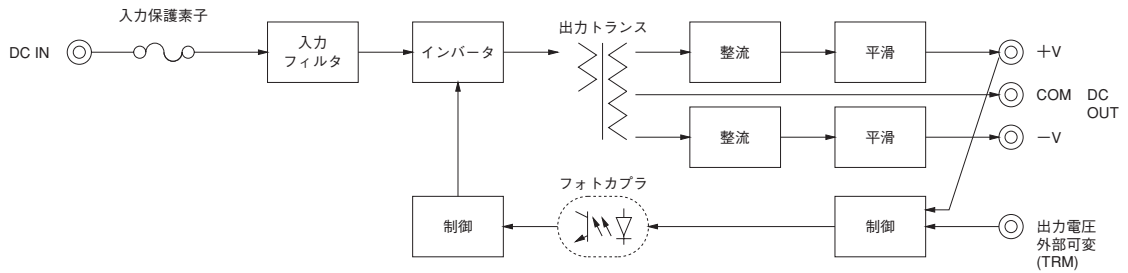 入力保護素子
DC IN
入力
フィルタ
インバータ
出力トランス
整流
平滑
+V
COM
DC
OUT
整流
平滑
−V
制御
フォトカプラ
制御
出力電圧
外部可変
(TRM)